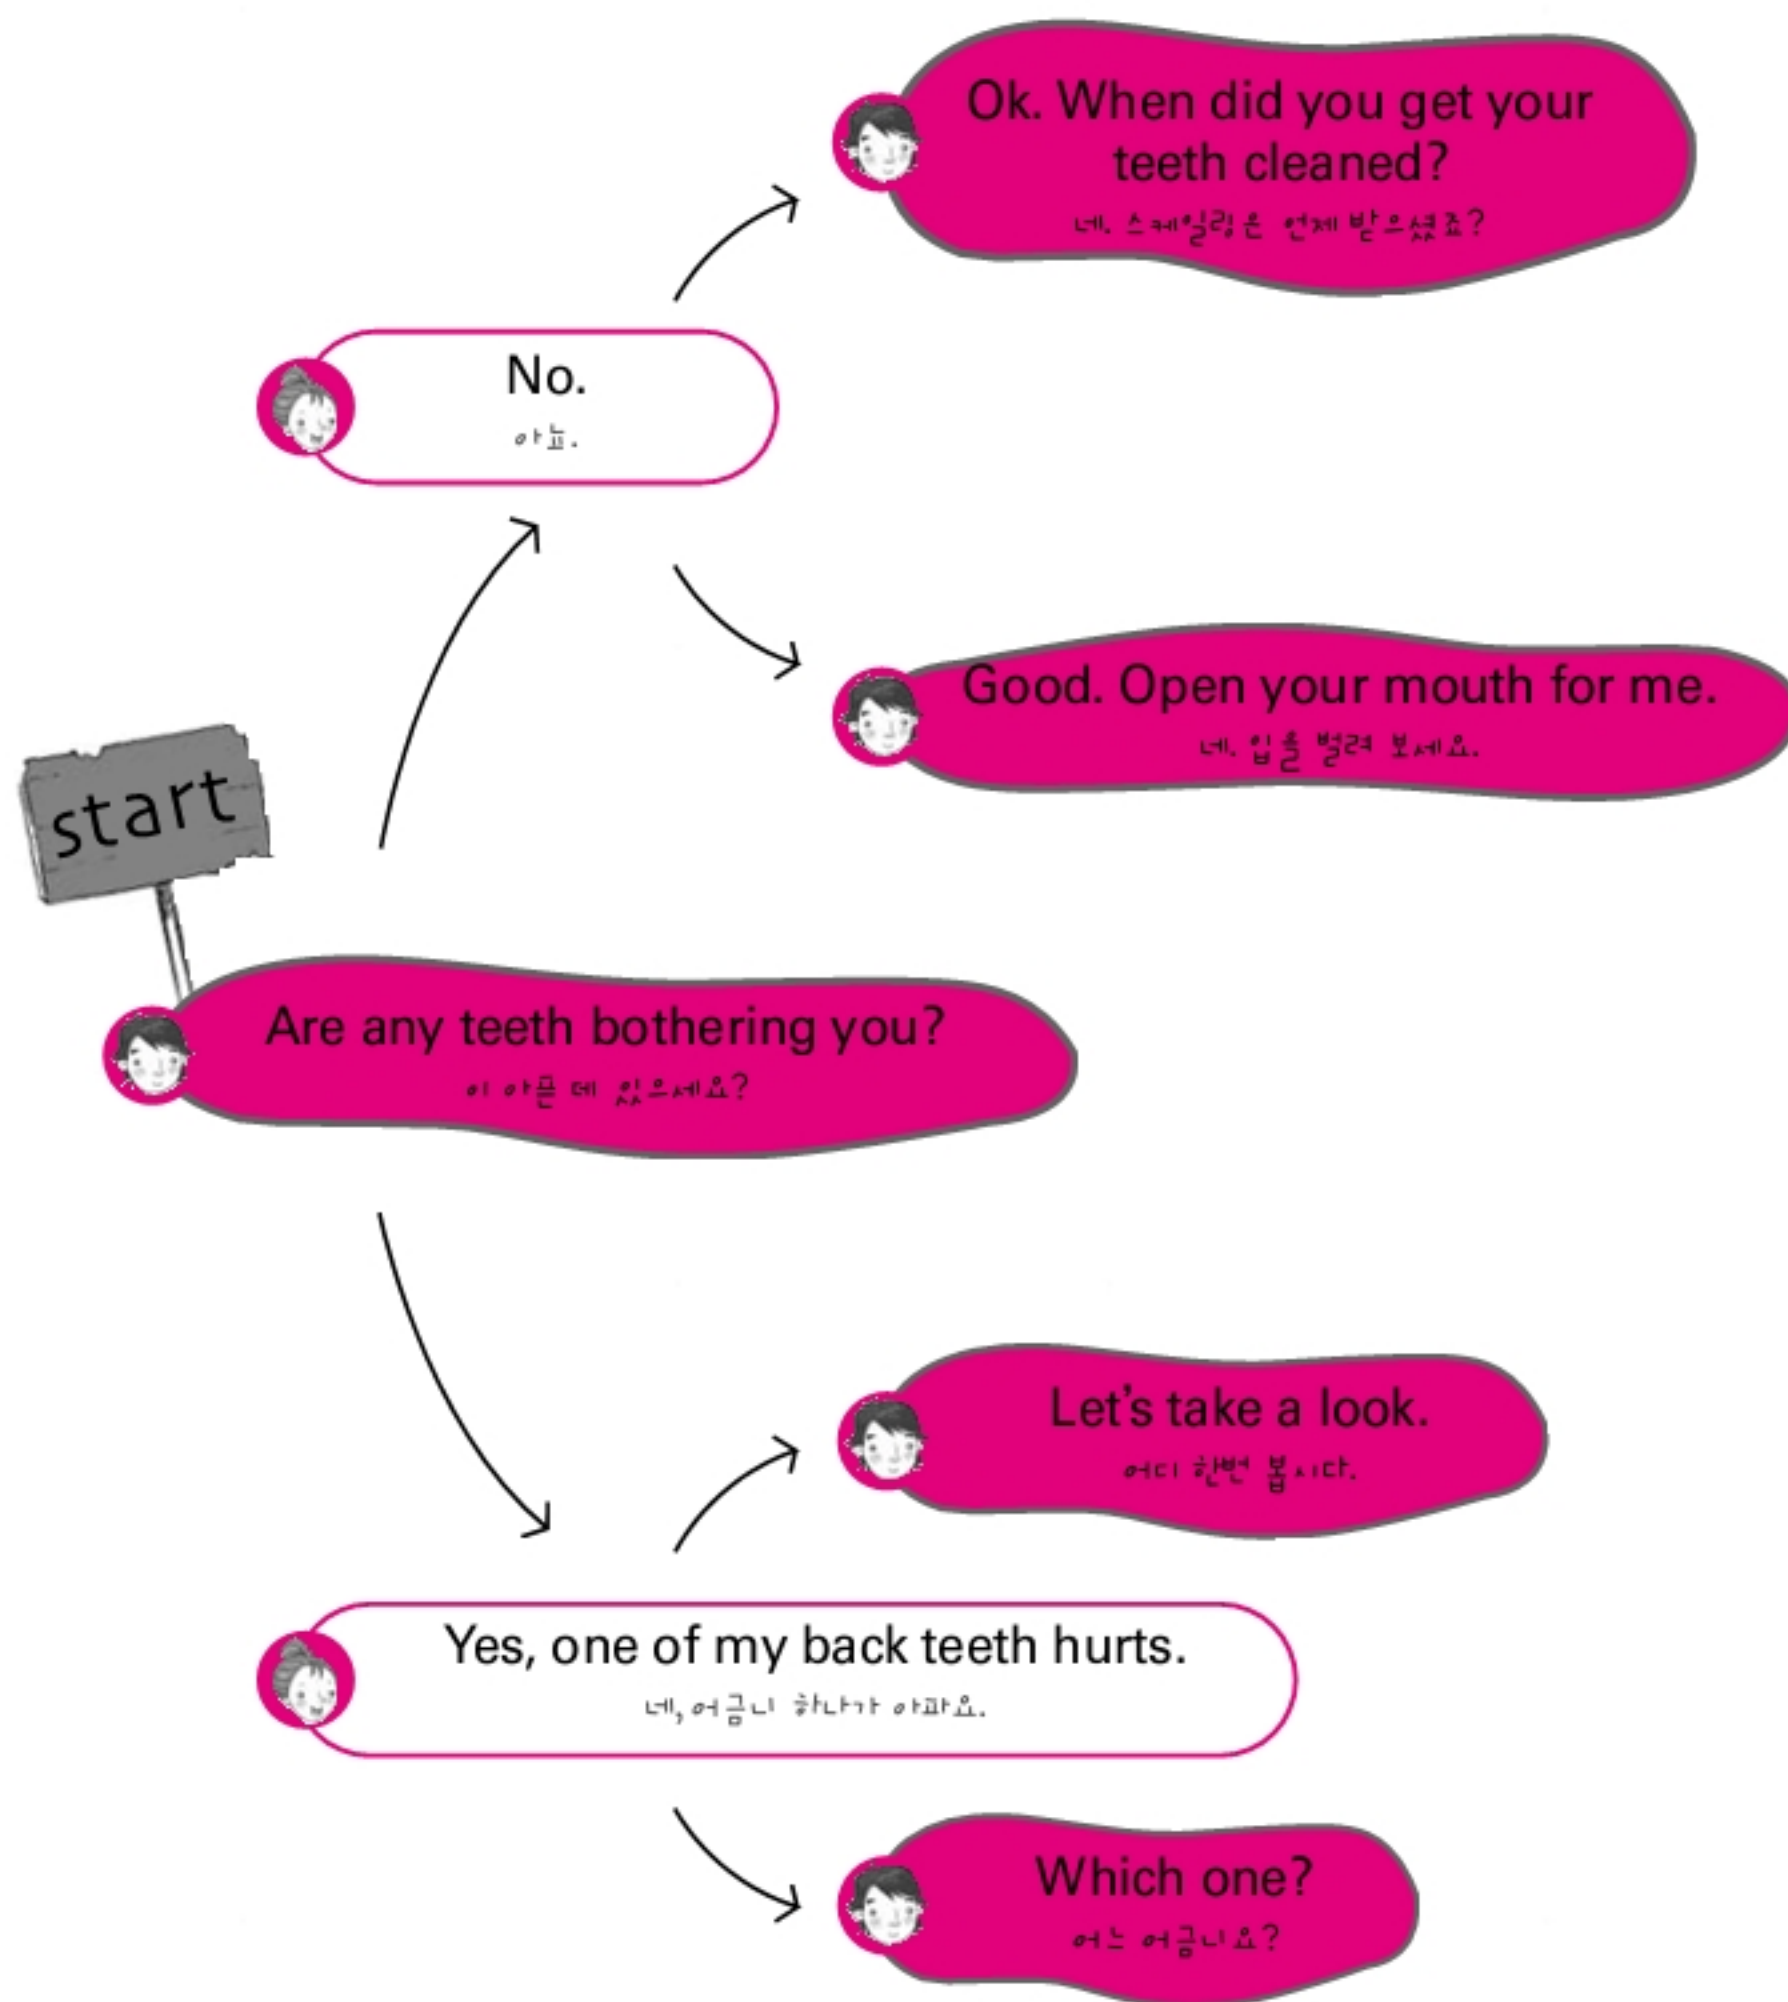 Ok. When did you get your
teeth cleaned?
네. 스케일링은 언제 받으셨죠?
No.
아뇨.
Good. Open your mouth for me.
네. 입을 벌려 보세요.
start
Are any teeth bothering you?
이 아픈 데 있으세요?
Let's take a look.
어디 한번 봅시다.
Yes, one of my back teeth hurts.
네, 어금니 하나가 아파요.
Which one?
어느 어금니요?